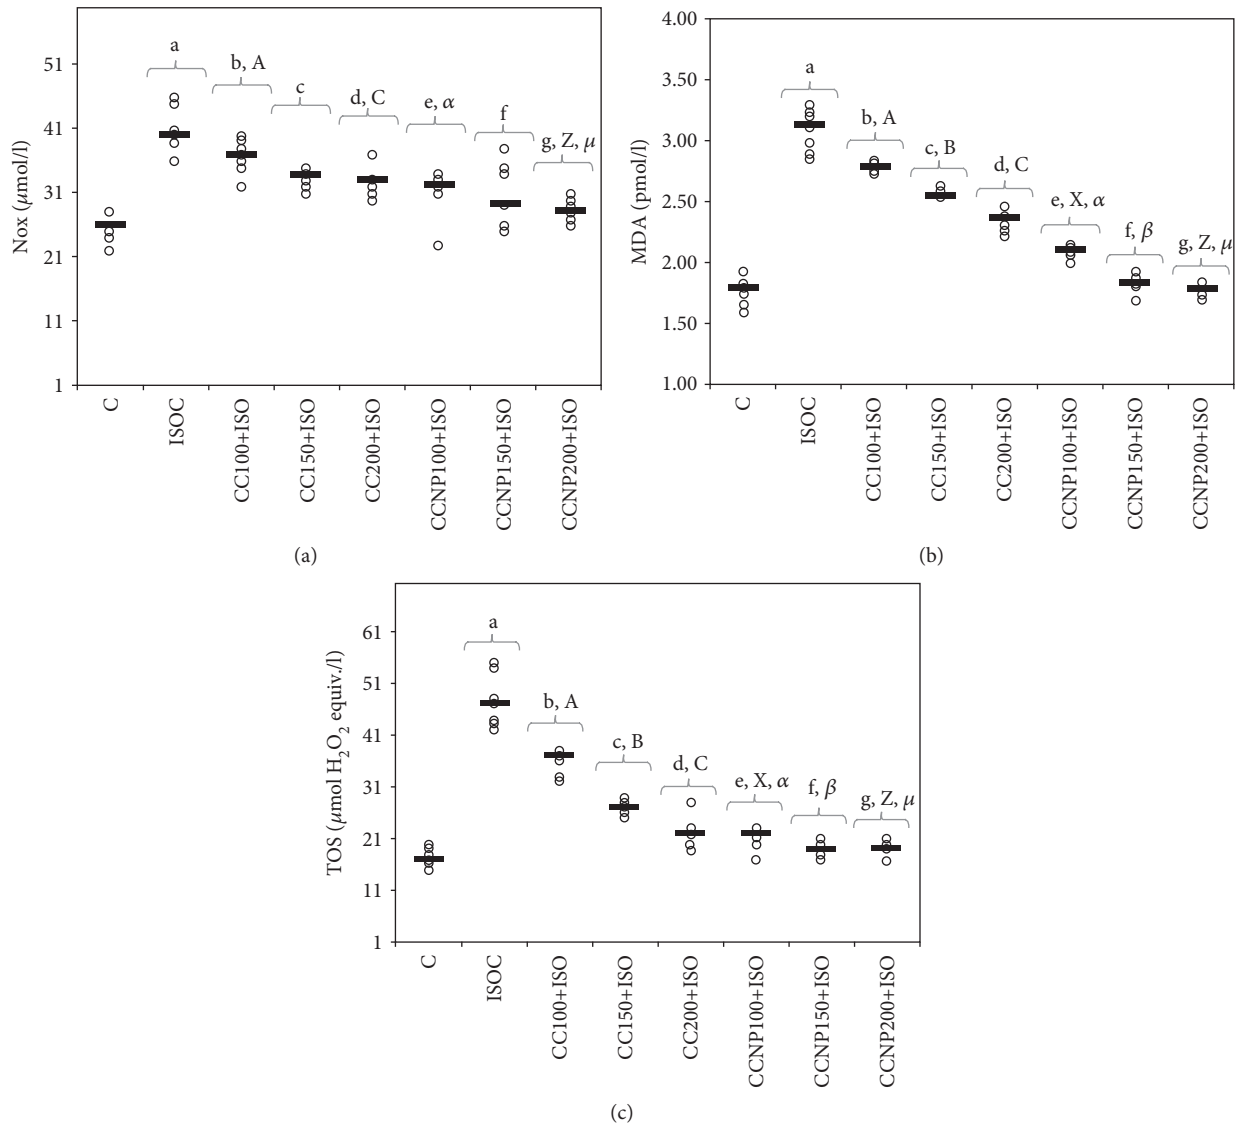 Nox (μmol/l)
51
41
31
21
11
1
a
b, A
c
d, C
e, α
f
g, Z, μ
C
ISOC
CC100+ISO
CC150+ISO
CC200+ISO
CCNP100+ISO
CCNP150+ISO
CCNP200+ISO
(a)
MDA (pmol/l)
4.00
3.50
3.00
2.50
2.00
1.50
1.00
a
b, A
c, B
d, C
e, X, α
f, β
g, Z, μ
C
ISOC
CC100+ISO
CC150+ISO
CC200+ISO
CCNP100+ISO
CCNP150+ISO
CCNP200+ISO
(b)
TOS (μmol H₂O₂ equiv./l)
61
51
41
31
21
11
1
a
b, A
c, B
d, C
e, X, α
f, β
g, Z, μ
C
ISOC
CC100+ISO
CC150+ISO
CC200+ISO
CCNP100+ISO
CCNP150+ISO
CCNP200+ISO
(c)